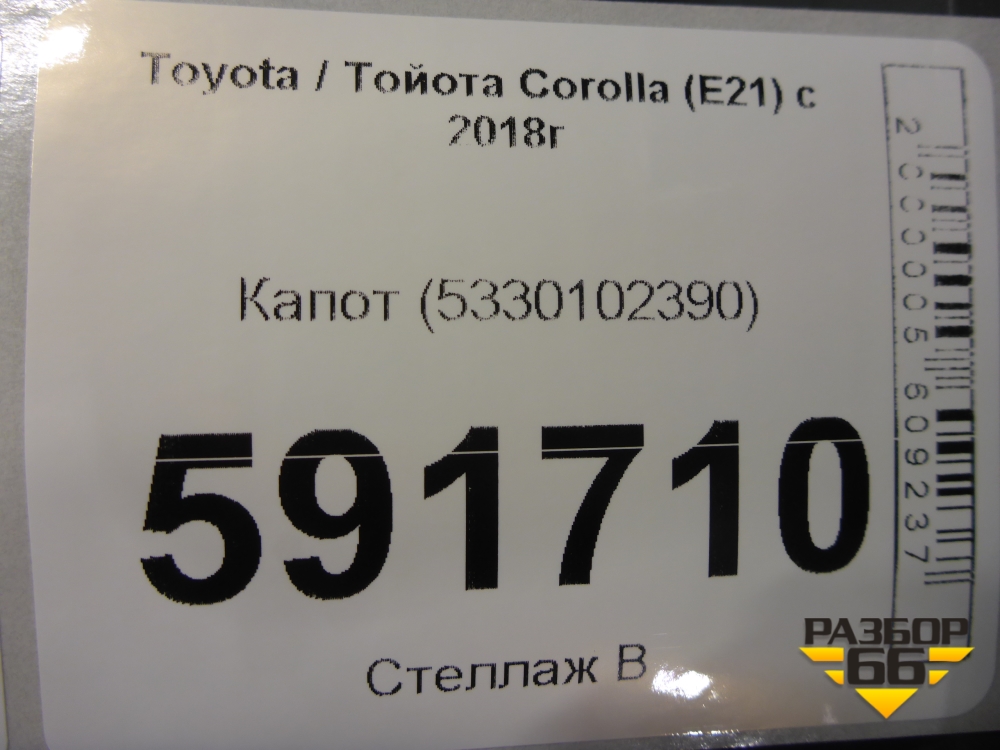 Toyota / Тойота Corolla (E21) с
2018г
Капот (5330102390)
591710
Стеллаж В
2000005609237
РАЗБОР
66